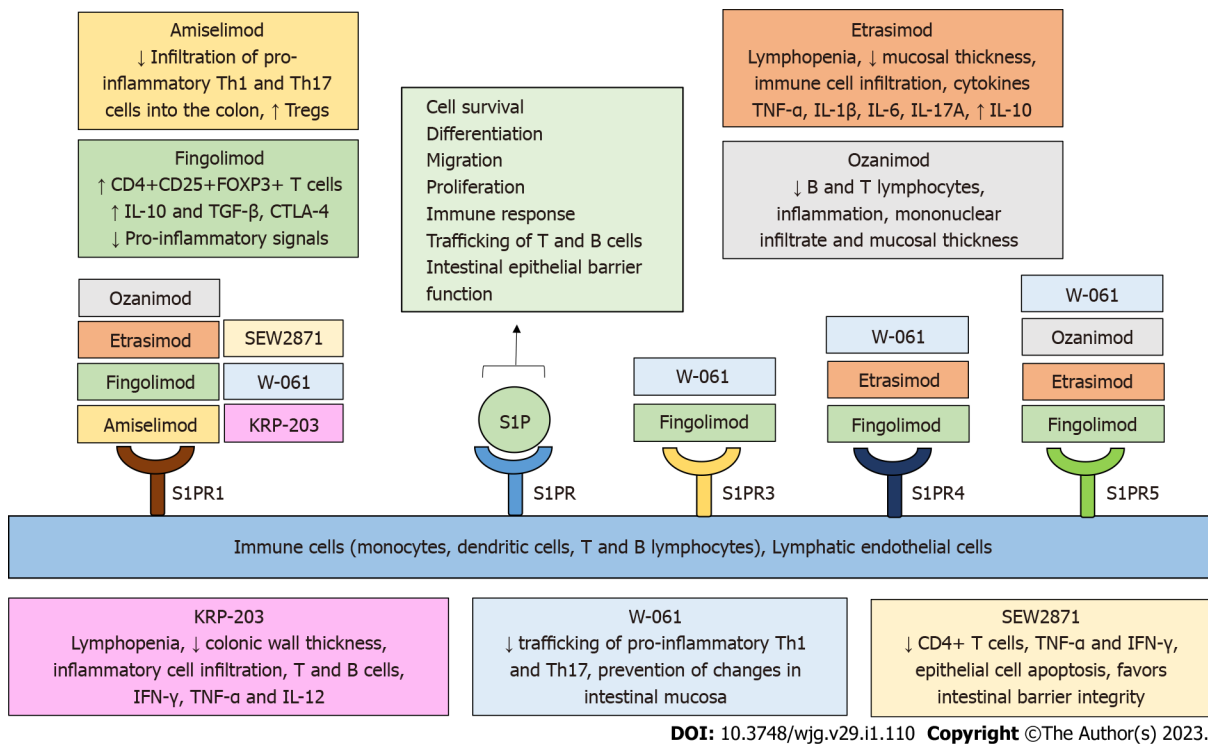 Amiselimod
↓ Infiltration of pro-
inflammatory Th1 and Th17
cells into the colon, ↑ Tregs
Fingolimod
↑ CD4+CD25+FOXP3+ T cells
↑ IL-10 and TGF-β, CTLA-4
↓ Pro-inflammatory signals
Cell survival
Differentiation
Migration
Proliferation
Immune response
Trafficking of T and B cells
Intestinal epithelial barrier
function
Etrasimod
Lymphopenia, ↓ mucosal thickness,
immune cell infiltration, cytokines
TNF-α, IL-1β, IL-6, IL-17A, ↑ IL-10
Ozanimod
↓ B and T lymphocytes,
inflammation, mononuclear
infiltrate and mucosal thickness
Ozanimod
Etrasimod
SEW2871
Fingolimod
W-061
Amiselimod
KRP-203
S1PR1
S1P
S1PR
W-061
Fingolimod
S1PR3
W-061
Etrasimod
Fingolimod
S1PR4
W-061
Ozanimod
Etrasimod
Fingolimod
S1PR5
Immune cells (monocytes, dendritic cells, T and B lymphocytes), Lymphatic endothelial cells
KRP-203
Lymphopenia, ↓ colonic wall thickness,
inflammatory cell infiltration, T and B cells,
IFN-γ, TNF-α and IL-12
W-061
↓ trafficking of pro-inflammatory Th1
and Th17, prevention of changes in
intestinal mucosa
SEW2871
↓ CD4+ T cells, TNF-α and IFN-γ,
epithelial cell apoptosis, favors
intestinal barrier integrity
DOI: 10.3748/wjg.v29.i1.110 Copyright ©The Author(s) 2023.